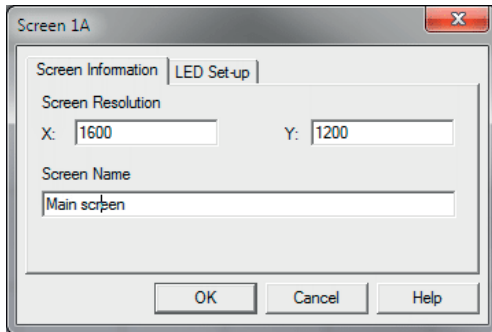 Screen 1A
Screen Information LED Set-up
Screen Resolution
X: 1600 Y: 1200
Screen Name
Main screen
OK Cancel Help